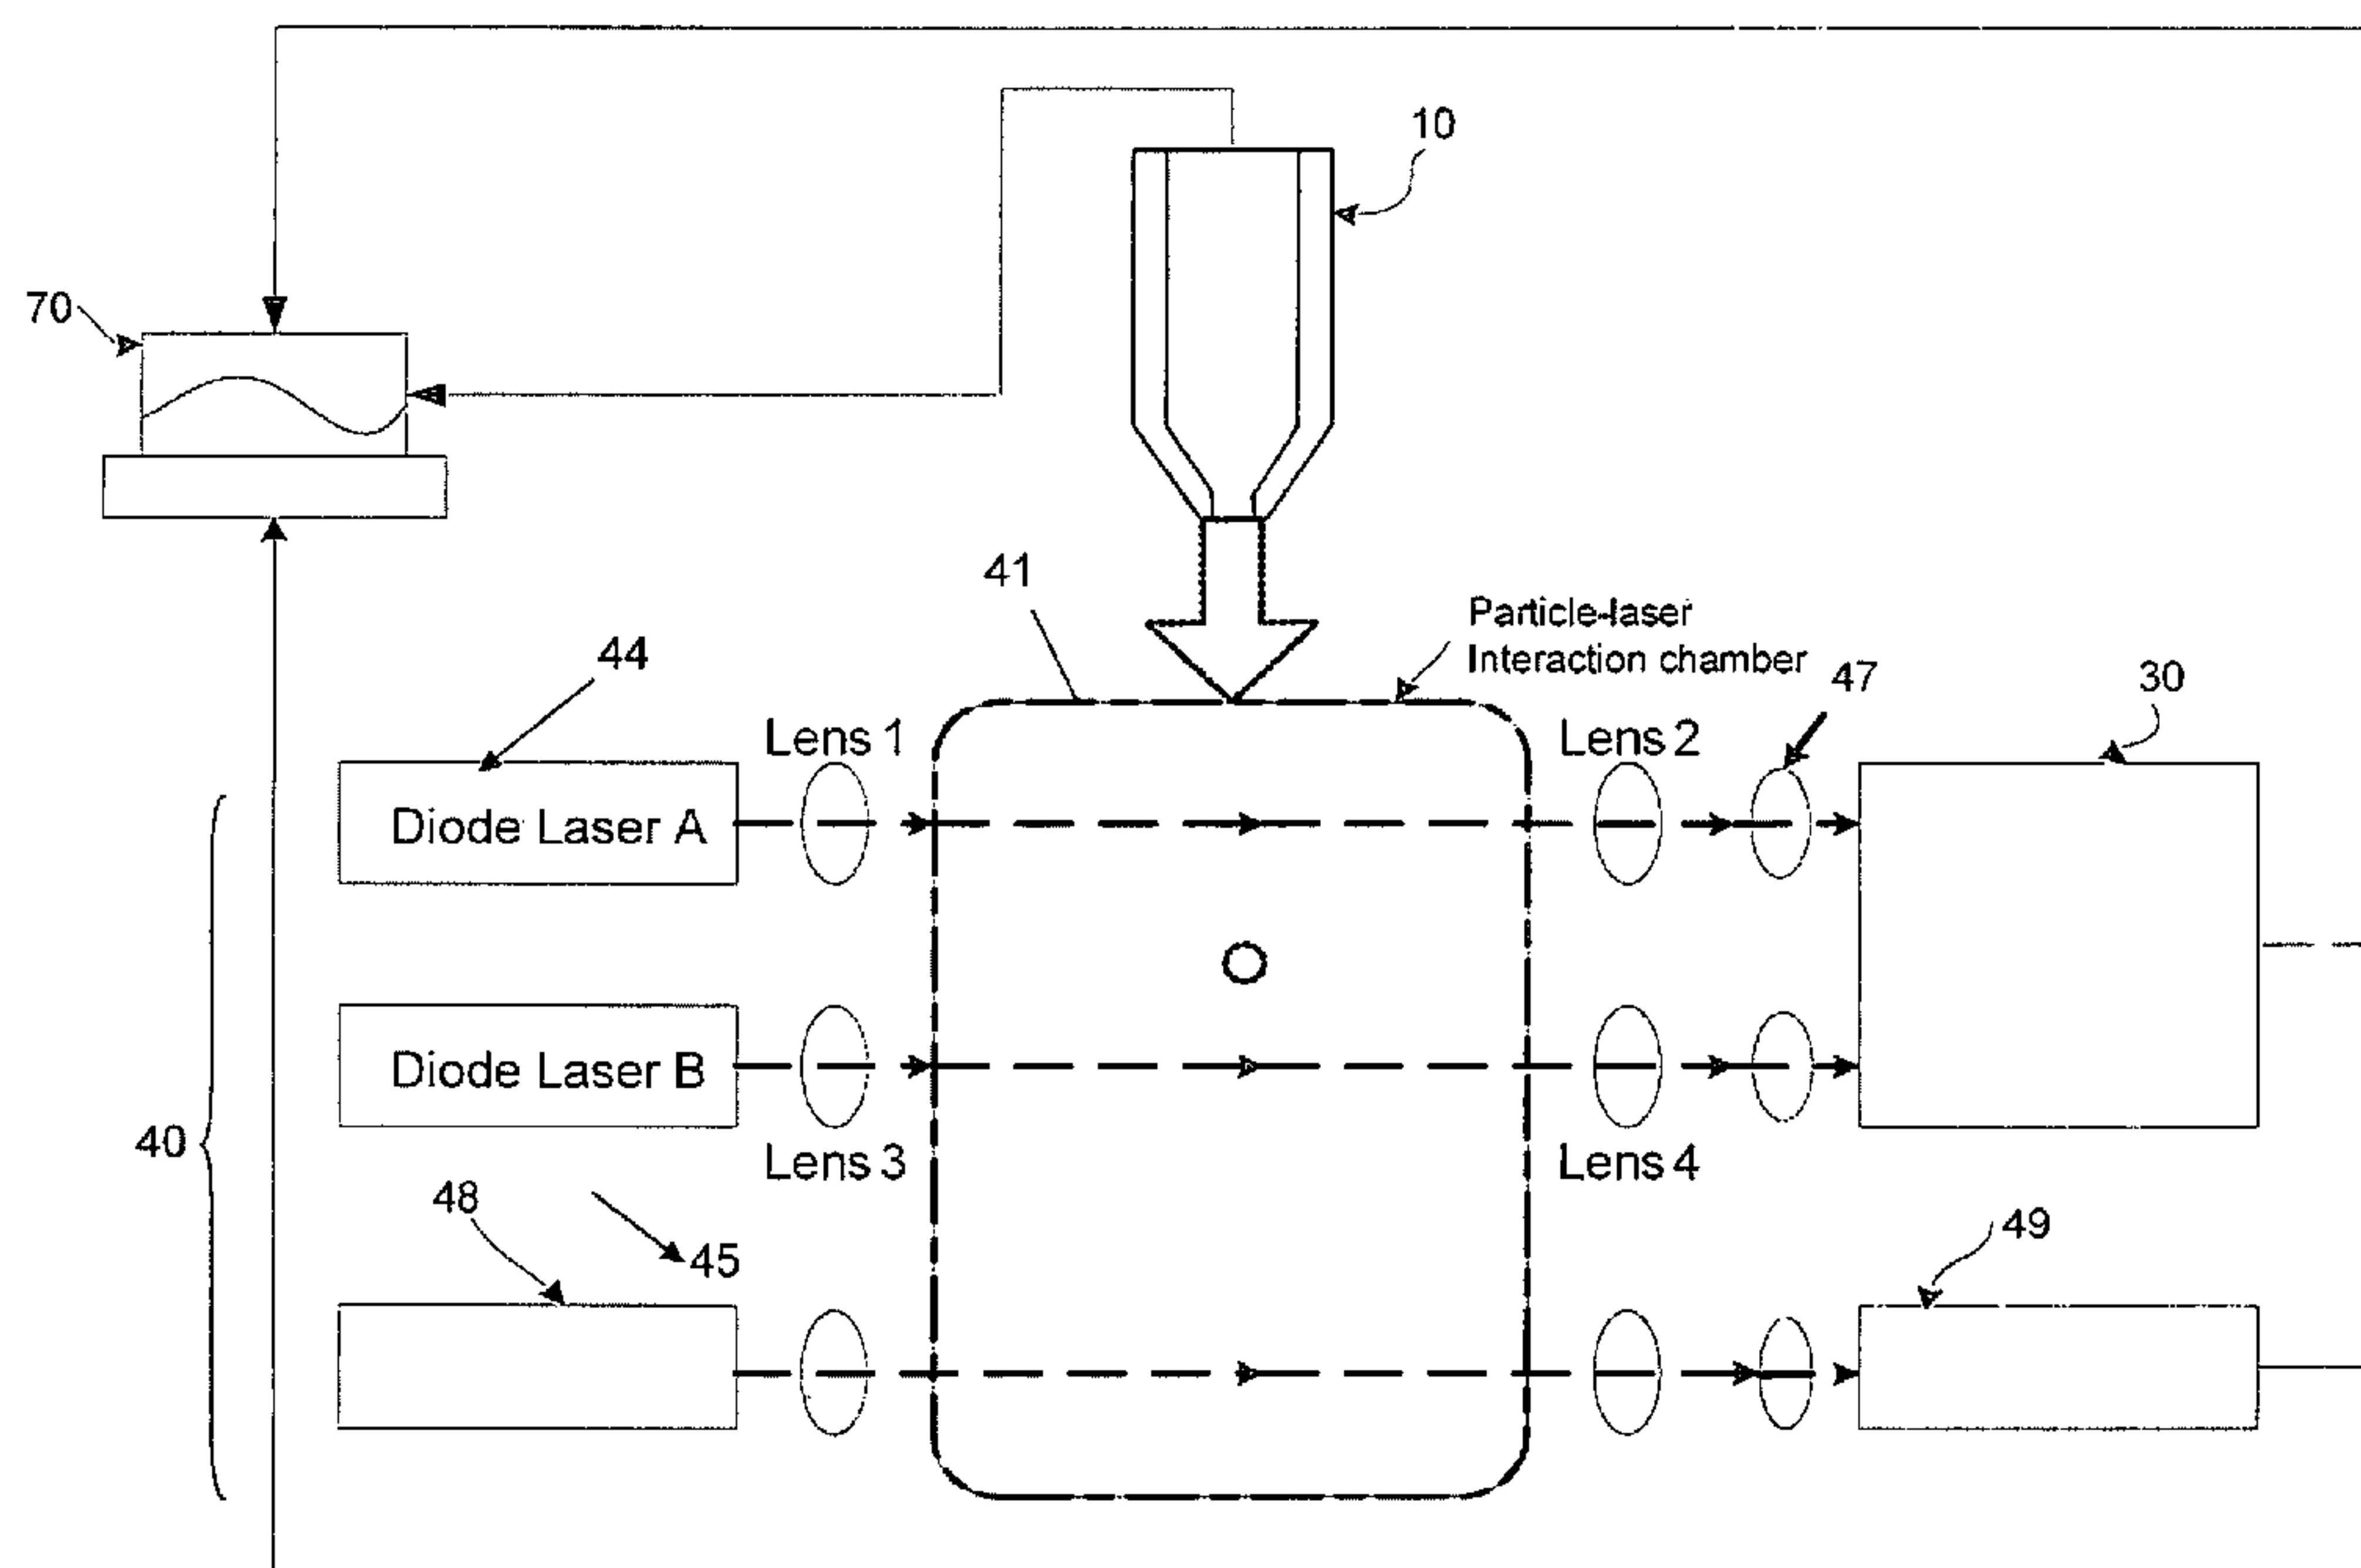 10
70
41
Particle-laser
Interaction chamber
44
47
30
Lens 1
Lens 2
Diode Laser A
Diode Laser B
40
Lens 3
Lens 4
48
45
49